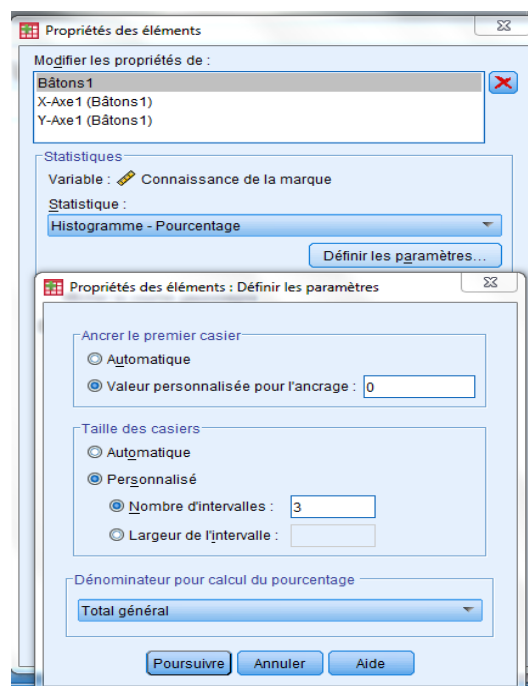 Propriétés des éléments
Modifier les propriétés de :
Bâtons1
X-Axe1 (Bâtons1)
Y-Axe1 (Bâtons1)
Statistiques
Variable : Connaissance de la marque
Statistique :
Histogramme - Pourcentage
Définir les paramètres...
Propriétés des éléments : Définir les paramètres
Ancrer le premier casier
Automatique
Valeur personnalisée pour l'ancrage : 0
Taille des casiers
Automatique
Personnalisé
Nombre d'intervalles : 3
Largeur de l'intervalle :
Dénominateur pour calcul du pourcentage
Total général
Poursuivre Annuler Aide